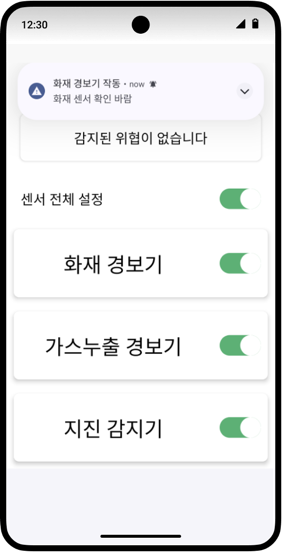 12:30
화재 경보기 작동 • now
화재 센서 확인 바람
감지된 위협이 없습니다
센서 전체 설정
화재 경보기
가스누출 경보기
지진 감지기